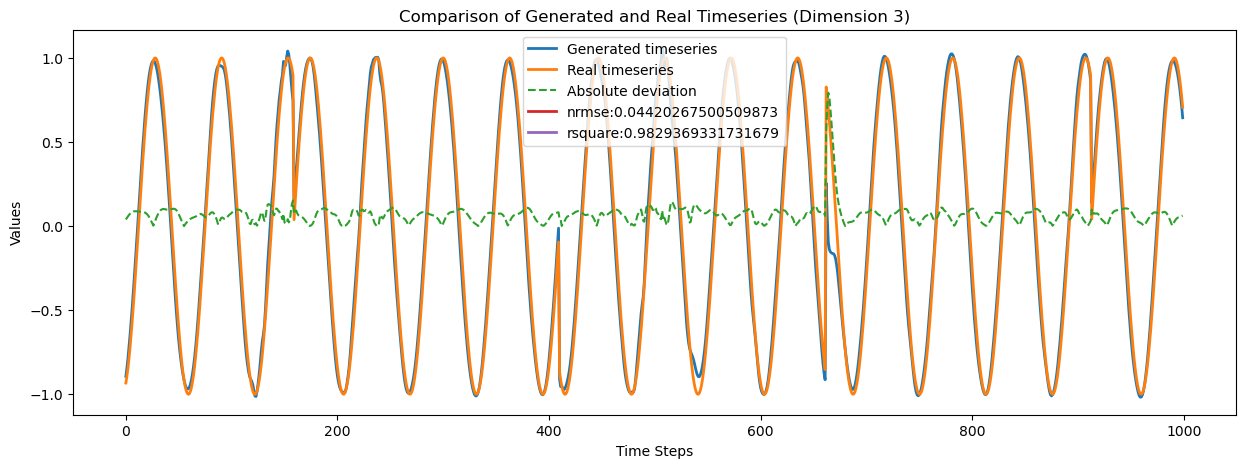 Comparison of Generated and Real Timeseries (Dimension 3)
Generated timeseries
Real timeseries
Absolute deviation
nrmse:0.044202667500509873
rsquare:0.9829369331731679
Values
1.0
0.5
0.0
−0.5
−1.0
0 200 400 600 800 1000
Time Steps